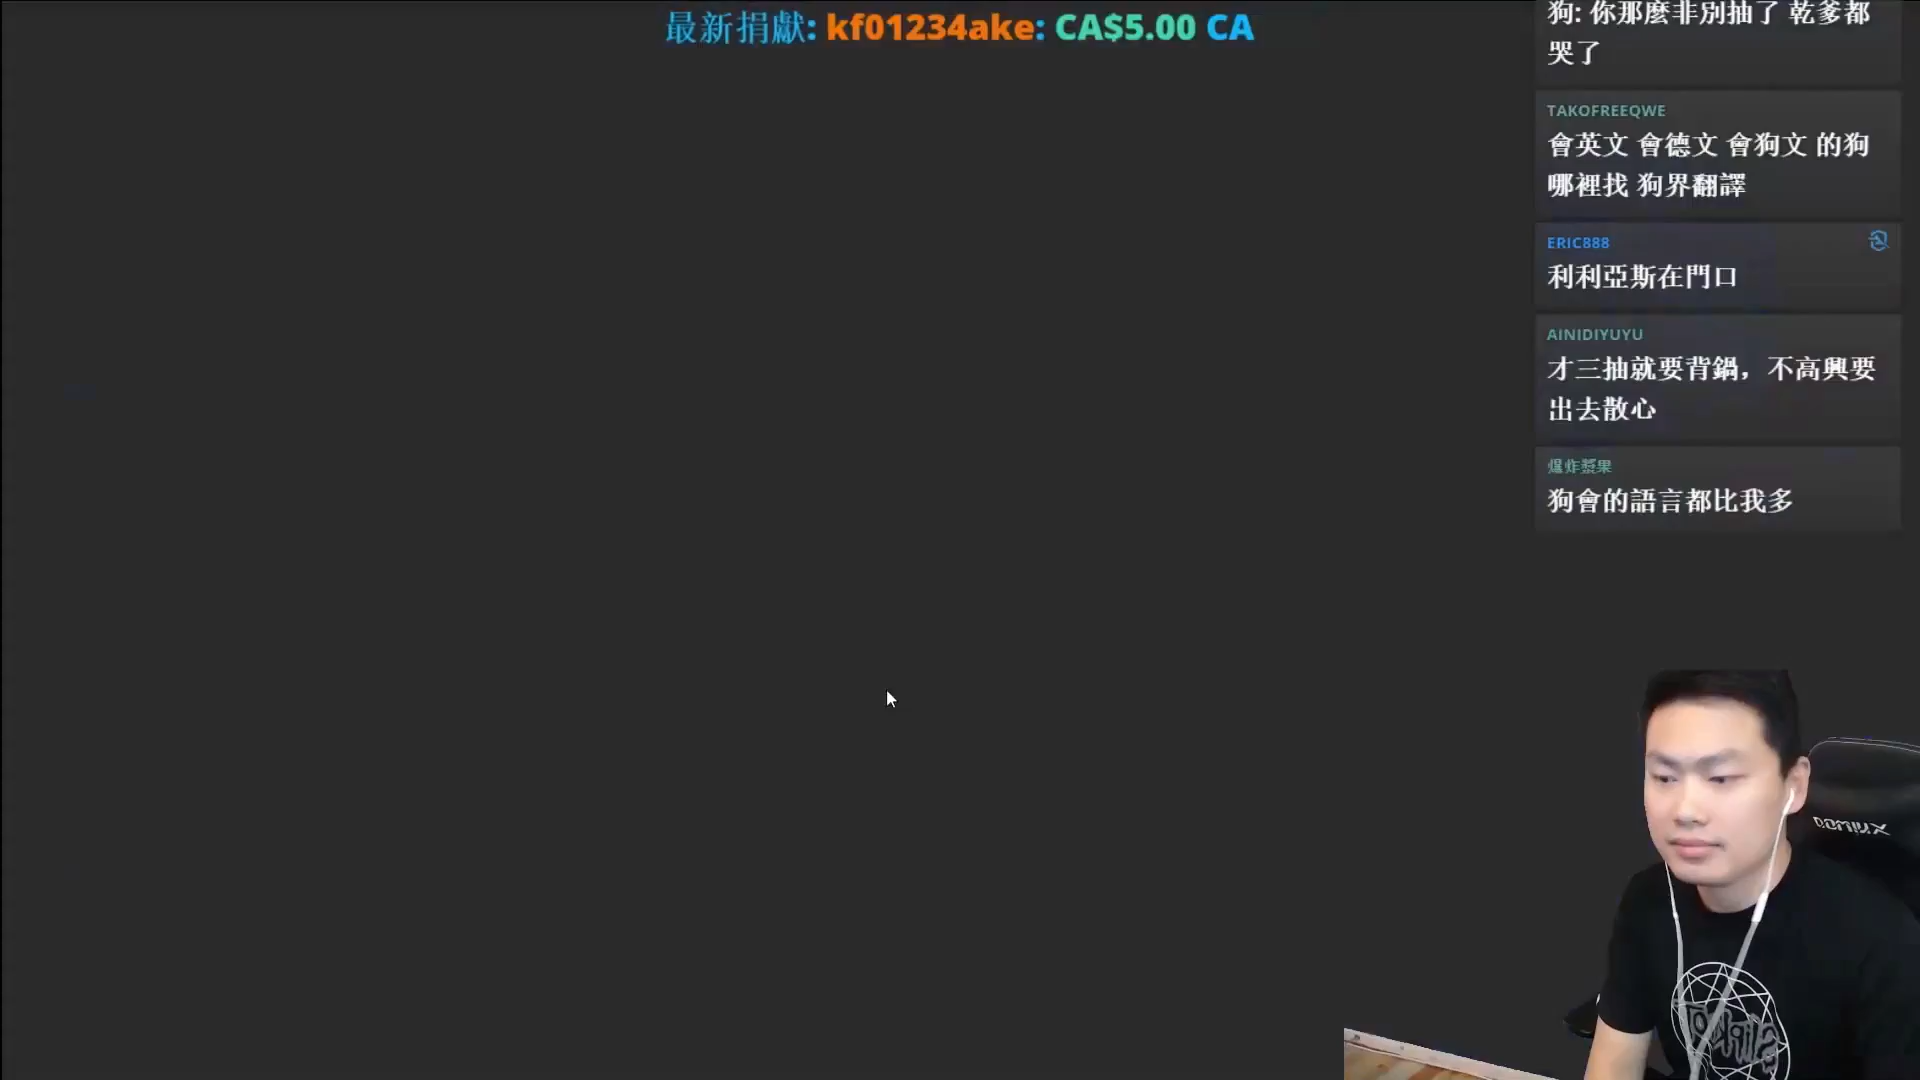 最新捐獻: kf01234ake: CA$5.00 CA
狗: 你那麼非別抽了 乾爹都
哭了
TAKOFREEQWE
會英文 會德文 會狗文 的狗
哪裡找 狗界翻譯
ERIC888
利利亞斯在門口
AINIDIYUYU
才三抽就要背鍋，不高興要
出去散心
爆炸漿果
狗會的語言都比我多